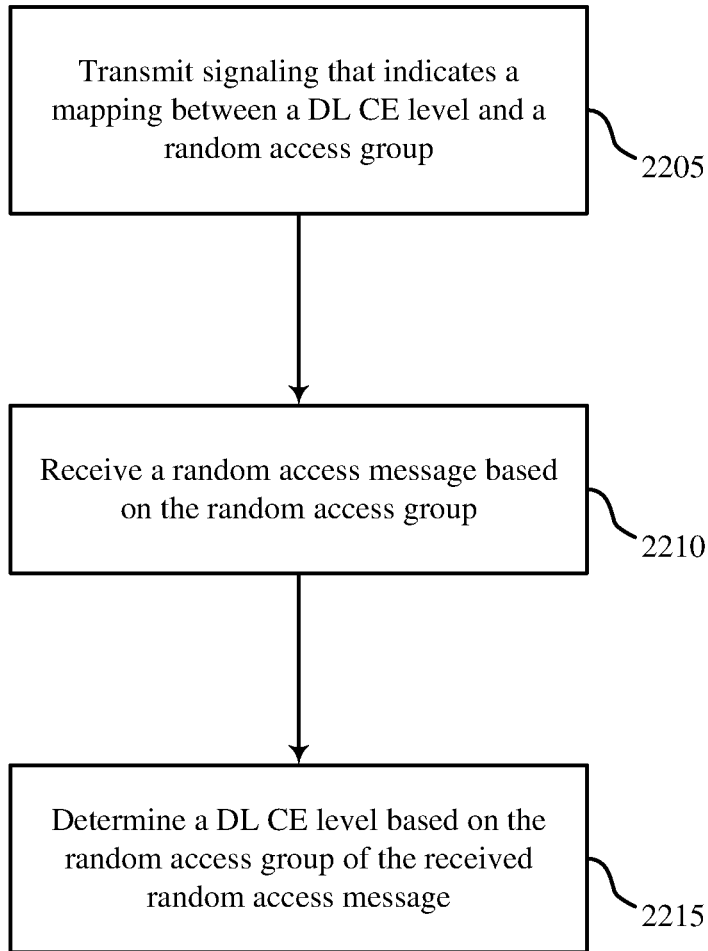 Transmit signaling that indicates a
mapping between a DL CE level and a
random access group
2205
Receive a random access message based
on the random access group
2210
Determine a DL CE level based on the
random access group of the received
random access message
2215